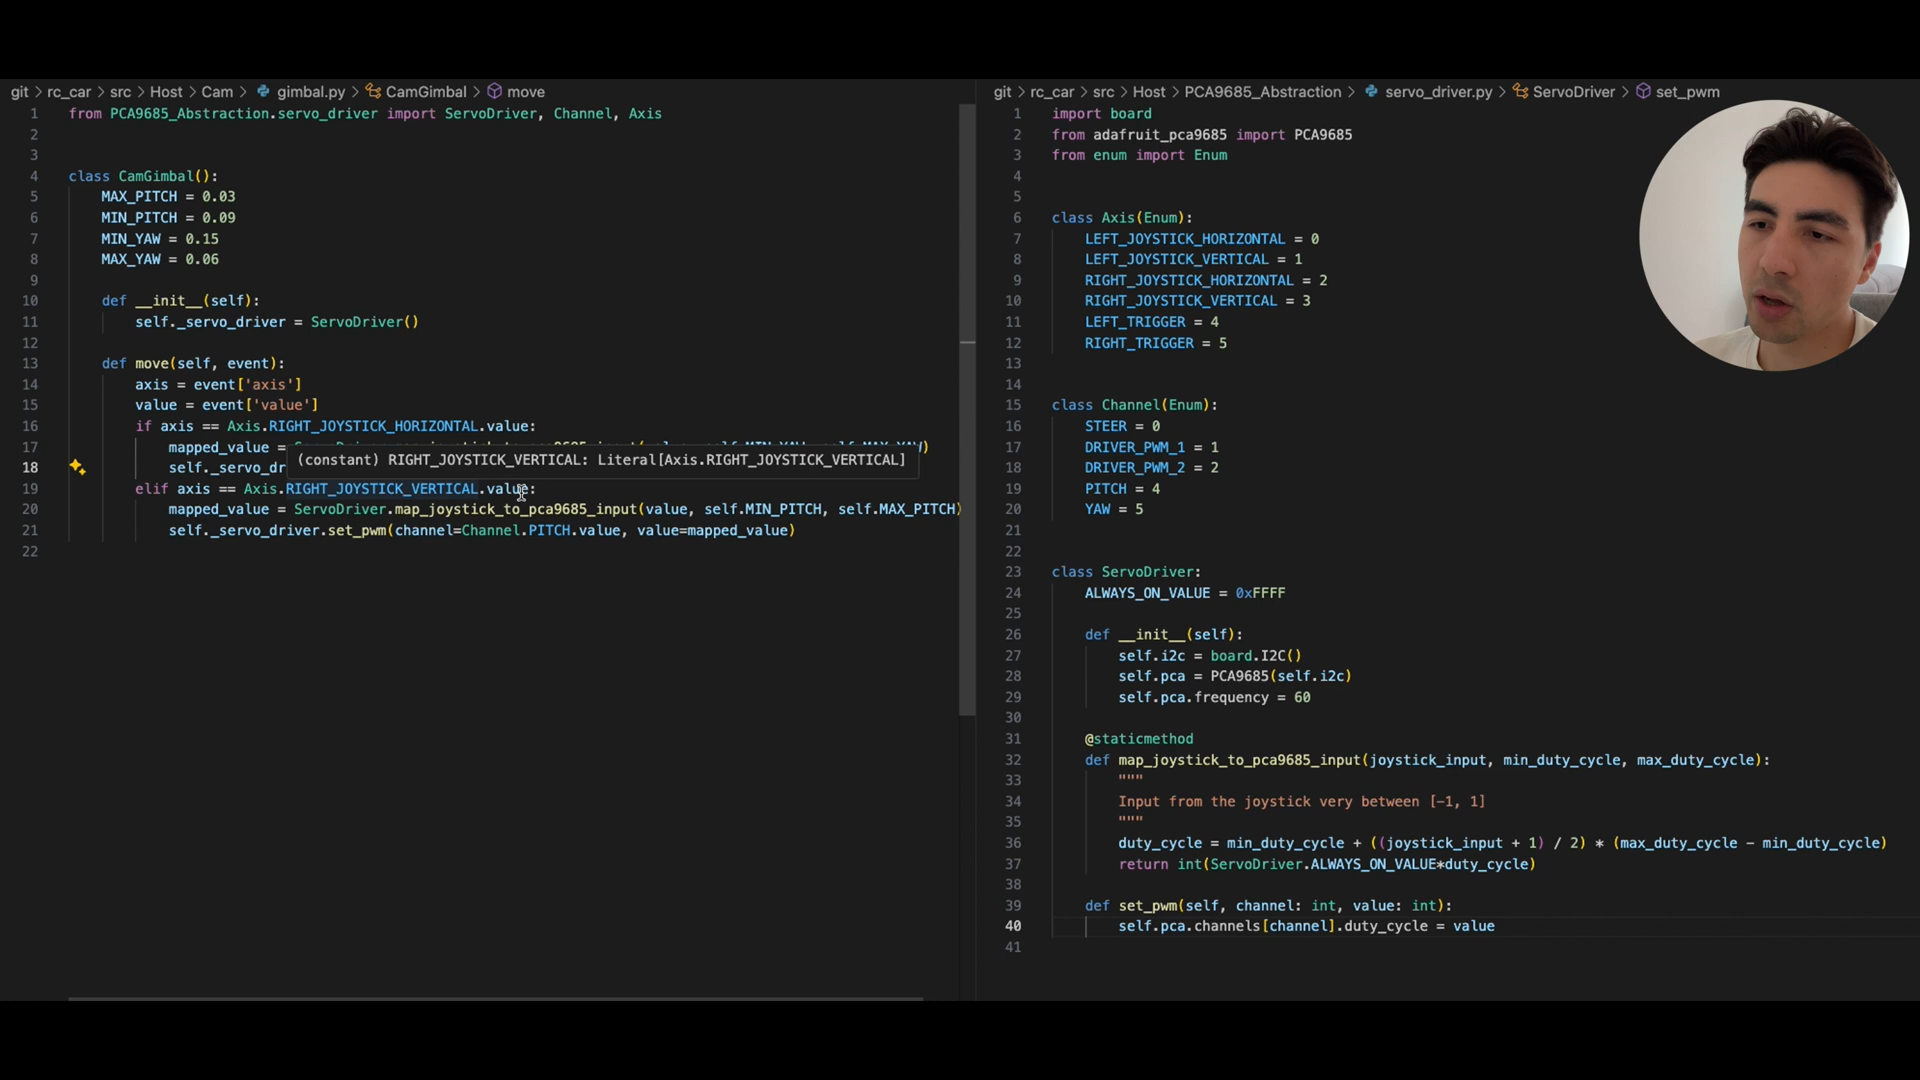 git > rc_car > src > Host > Cam > gimbal.py > CamGimbal > move
1 from PCA9685_Abstraction.servo_driver import ServoDriver, Channel, Axis
2
3
4 class CamGimbal():
5 MAX_PITCH = 0.03
6 MIN_PITCH = 0.09
7 MIN_YAW = 0.15
8 MAX_YAW = 0.06
9
10 def __init__(self):
11 self._servo_driver = ServoDriver()
12
13 def move(self, event):
14 axis = event['axis']
15 value = event['value']
16 if axis == Axis.RIGHT_JOYSTICK_HORIZONTAL.value:
17 mapped_value =
(constant) RIGHT_JOYSTICK_VERTICAL: Literal[Axis.RIGHT_JOYSTICK_VERTICAL]
18 self._servo_dr
19 elif axis == Axis.RIGHT_JOYSTICK_VERTICAL.value:
20 mapped_value = ServoDriver.map_joystick_to_pca9685_input(value, self.MIN_PITCH, self.MAX_PITCH)
21 self._servo_driver.set_pwm(channel=Channel.PITCH.value, value=mapped_value)
22
git > rc_car > src > Host > PCA9685_Abstraction > servo_driver.py > ServoDriver > set_pwm
1 import board
2 from adafruit_pca9685 import PCA9685
3 from enum import Enum
4
5
6 class Axis(Enum):
7 LEFT_JOYSTICK_HORIZONTAL = 0
8 LEFT_JOYSTICK_VERTICAL = 1
9 RIGHT_JOYSTICK_HORIZONTAL = 2
10 RIGHT_JOYSTICK_VERTICAL = 3
11 LEFT_TRIGGER = 4
12 RIGHT_TRIGGER = 5
13
14
15 class Channel(Enum):
16 STEER = 0
17 DRIVER_PWM_1 = 1
18 DRIVER_PWM_2 = 2
19 PITCH = 4
20 YAW = 5
21
22
23 class ServoDriver:
24 ALWAYS_ON_VALUE = 0xFFFF
25
26 def __init__(self):
27 self.i2c = board.I2C()
28 self.pca = PCA9685(self.i2c)
29 self.pca.frequency = 60
30
31 @staticmethod
32 def map_joystick_to_pca9685_input(joystick_input, min_duty_cycle, max_duty_cycle):
33 """
34 Input from the joystick very between [-1, 1]
35 """
36 duty_cycle = min_duty_cycle + ((joystick_input + 1) / 2) * (max_duty_cycle - min_duty_cycle)
37 return int(ServoDriver.ALWAYS_ON_VALUE*duty_cycle)
38
39 def set_pwm(self, channel: int, value: int):
40 self.pca.channels[channel].duty_cycle = value
41